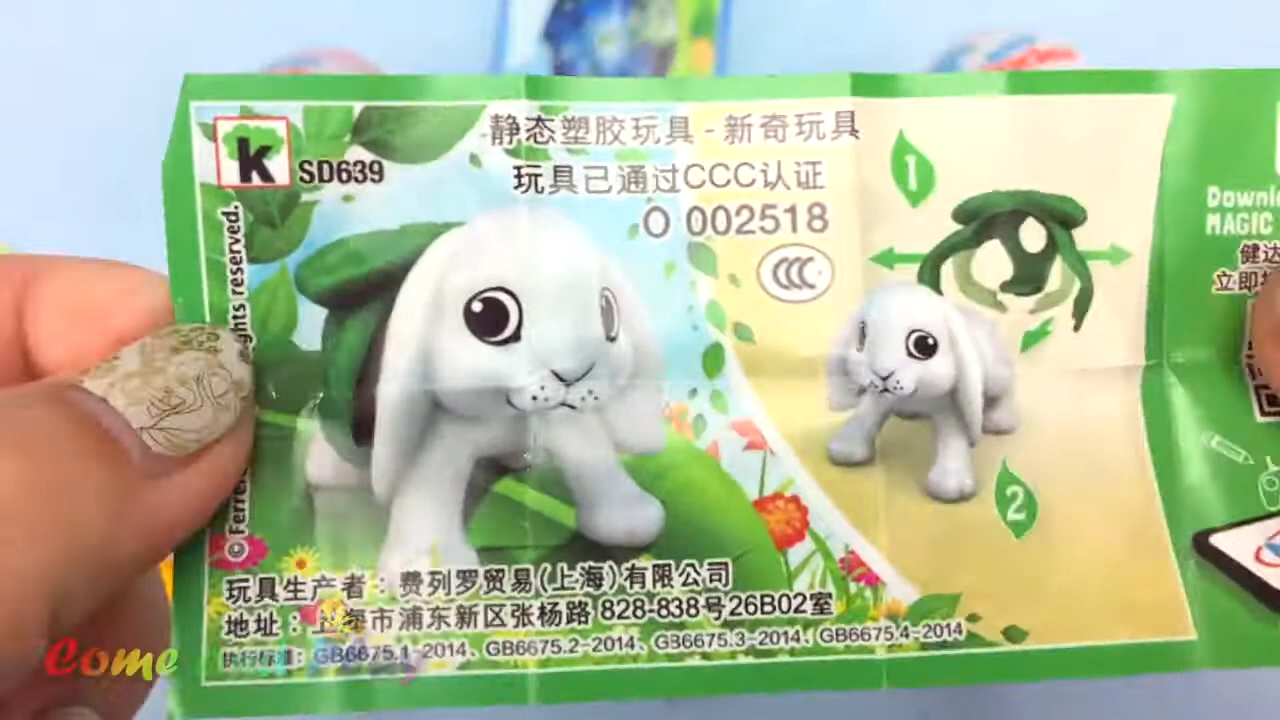 k
SD639
静态塑胶玩具 - 新奇玩具
玩具已通过CCC认证
O 002518
CCC
1
2
© Ferre
ghts reserved.
玩具生产者：费列罗贸易(上海)有限公司
地址：上海市浦东新区张杨路 828-838号26B02室
执行标准：GB6675.1-2014、GB6675.2-2014、GB6675.3-2014、GB6675.4-2014
Downl
MAGIC
健达
立即
Come